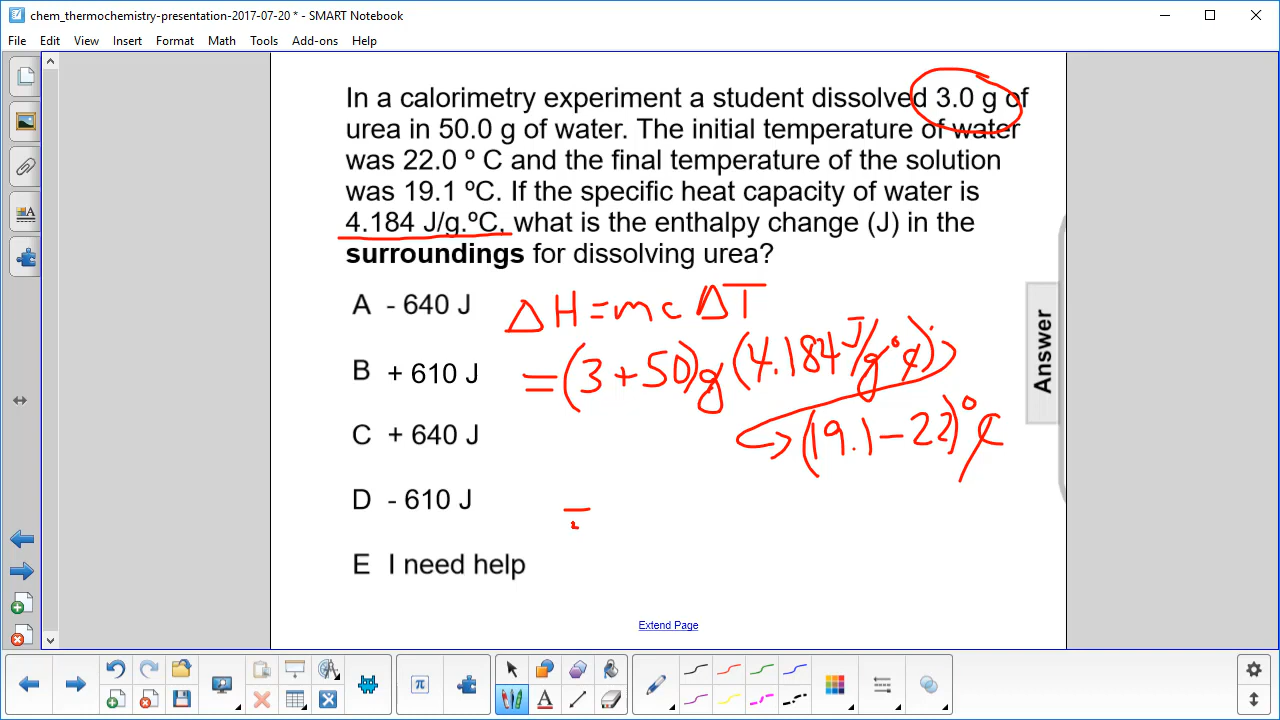 chem_thermochemistry-presentation-2017-07-20 * - SMART Notebook
File Edit View Insert Format Math Tools Add-ons Help
In a calorimetry experiment a student dissolved 3.0 g of
urea in 50.0 g of water. The initial temperature of water
was 22.0 º C and the final temperature of the solution
was 19.1 ºC. If the specific heat capacity of water is
4.184 J/g.ºC, what is the enthalpy change (J) in the
surroundings for dissolving urea?
A - 640 J
ΔH = mcΔT
B + 610 J
= (3 + 50)g (4.184 J/g°C)
C + 640 J
(19.1 - 22)°C
D - 610 J
=
E I need help
Answer
Extend Page
π
A